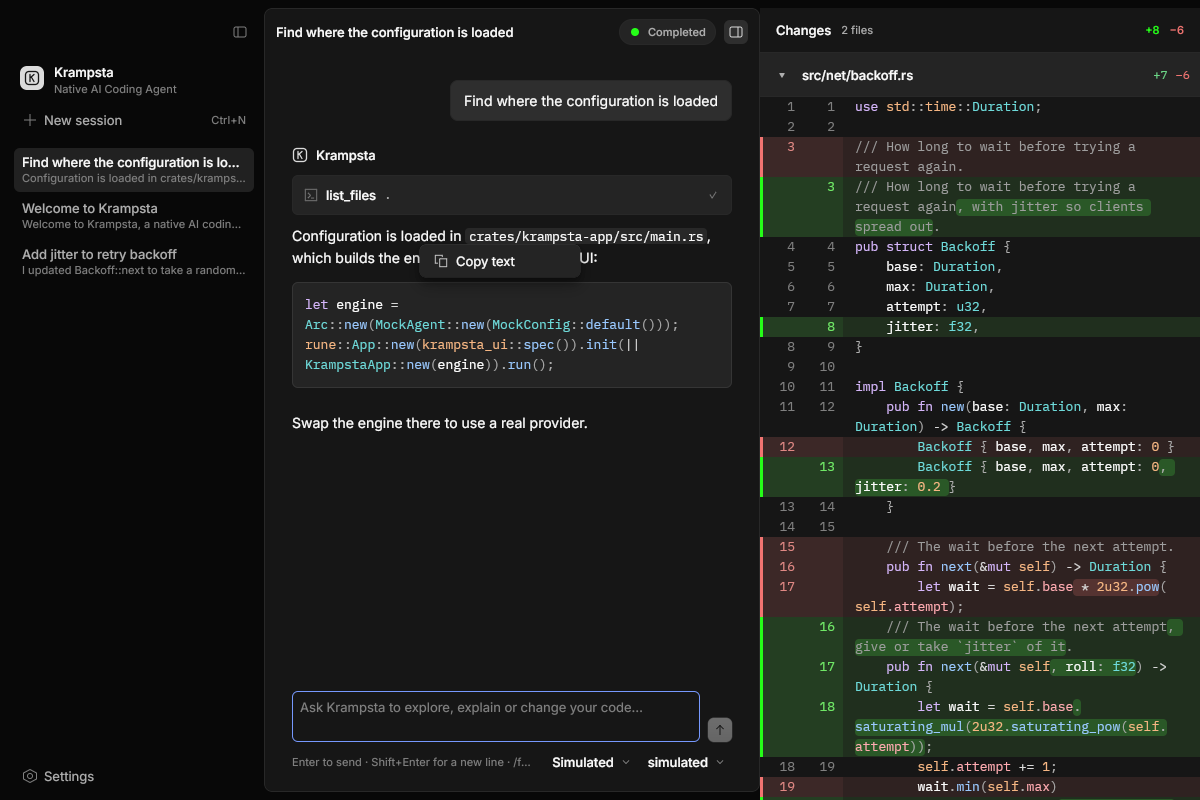 Krampsta
Native AI Coding Agent
New session
Ctrl+N
Find where the configuration is lo...
Configuration is loaded in crates/kramps...
Welcome to Krampsta
Welcome to Krampsta, a native AI codin...
Add jitter to retry backoff
I updated Backoff::next to take a random...
Settings
Find where the configuration is loaded
Completed
Find where the configuration is loaded
Krampsta
list_files .
Configuration is loaded in crates/krampsta-app/src/main.rs,
which builds the en
UI:
Copy text
let engine =
Arc::new(MockAgent::new(MockConfig::default()));
rune::App::new(krampsta_ui::spec()).init(||
KrampstaApp::new(engine)).run();
Swap the engine there to use a real provider.
Ask Krampsta to explore, explain or change your code...
Enter to send · Shift+Enter for a new line · /f...
Simulated
simulated
Changes 2 files
+8 −6
src/net/backoff.rs
+7 −6
1 1 use std::time::Duration;
2 2
3 /// How long to wait before trying a
request again.
3 /// How long to wait before trying a
request again, with jitter so clients
spread out.
4 4 pub struct Backoff {
5 5 base: Duration,
6 6 max: Duration,
7 7 attempt: u32,
8 jitter: f32,
8 9 }
9 10
10 11 impl Backoff {
11 12 pub fn new(base: Duration, max:
Duration) -> Backoff {
12 Backoff { base, max, attempt: 0 }
13 Backoff { base, max, attempt: 0,
jitter: 0.2 }
13 14 }
14 15
15 /// The wait before the next attempt.
16 pub fn next(&mut self) -> Duration {
17 let wait = self.base * 2u32.pow(
self.attempt);
16 /// The wait before the next attempt,
give or take `jitter` of it.
17 pub fn next(&mut self, roll: f32) ->
Duration {
18 let wait = self.base.
saturating_mul(2u32.saturating_pow(self.
attempt));
18 19 self.attempt += 1;
19 wait.min(self.max)